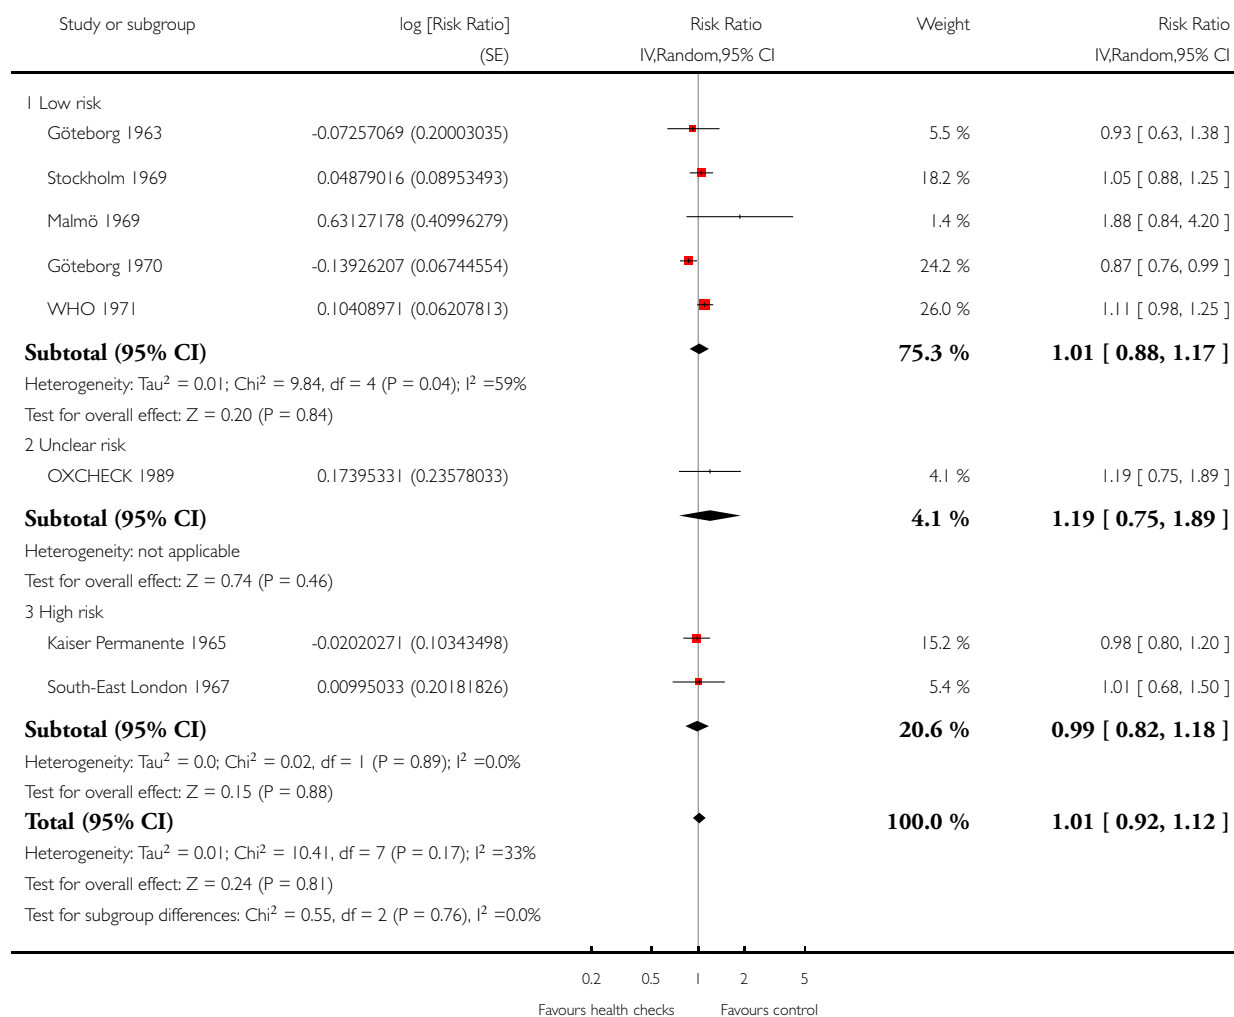 Study or subgroup log [Risk Ratio] Risk Ratio Weight Risk Ratio
(SE) IV,Random,95% CI IV,Random,95% CI
1 Low risk
Göteborg 1963 -0.07257069 (0.20003035) 5.5 % 0.93 [ 0.63, 1.38 ]
Stockholm 1969 0.04879016 (0.08953493) 18.2 % 1.05 [ 0.88, 1.25 ]
Malmö 1969 0.63127178 (0.40996279) 1.4 % 1.88 [ 0.84, 4.20 ]
Göteborg 1970 -0.13926207 (0.06744554) 24.2 % 0.87 [ 0.76, 0.99 ]
WHO 1971 0.10408971 (0.06207813) 26.0 % 1.11 [ 0.98, 1.25 ]
Subtotal (95% CI) 75.3 % 1.01 [ 0.88, 1.17 ]
Heterogeneity: Tau² = 0.01; Chi² = 9.84, df = 4 (P = 0.04); I² =59%
Test for overall effect: Z = 0.20 (P = 0.84)
2 Unclear risk
OXCHECK 1989 0.17395331 (0.23578033) 4.1 % 1.19 [ 0.75, 1.89 ]
Subtotal (95% CI) 4.1 % 1.19 [ 0.75, 1.89 ]
Heterogeneity: not applicable
Test for overall effect: Z = 0.74 (P = 0.46)
3 High risk
Kaiser Permanente 1965 -0.02020271 (0.10343498) 15.2 % 0.98 [ 0.80, 1.20 ]
South-East London 1967 0.00995033 (0.20181826) 5.4 % 1.01 [ 0.68, 1.50 ]
Subtotal (95% CI) 20.6 % 0.99 [ 0.82, 1.18 ]
Heterogeneity: Tau² = 0.0; Chi² = 0.02, df = 1 (P = 0.89); I² =0.0%
Test for overall effect: Z = 0.15 (P = 0.88)
Total (95% CI) 100.0 % 1.01 [ 0.92, 1.12 ]
Heterogeneity: Tau² = 0.01; Chi² = 10.41, df = 7 (P = 0.17); I² =33%
Test for overall effect: Z = 0.24 (P = 0.81)
Test for subgroup differences: Chi² = 0.55, df = 2 (P = 0.76), I² =0.0%
0.2 0.5 1 2 5
Favours health checks Favours control